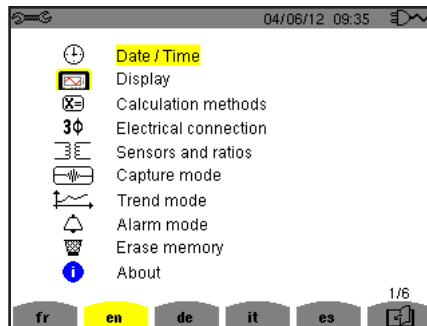 04/06/12 09:35
Date / Time
Display
X= Calculation methods
3Φ Electrical connection
Sensors and ratios
Capture mode
Trend mode
Alarm mode
Erase memory
i About
1/6
fr en de it es